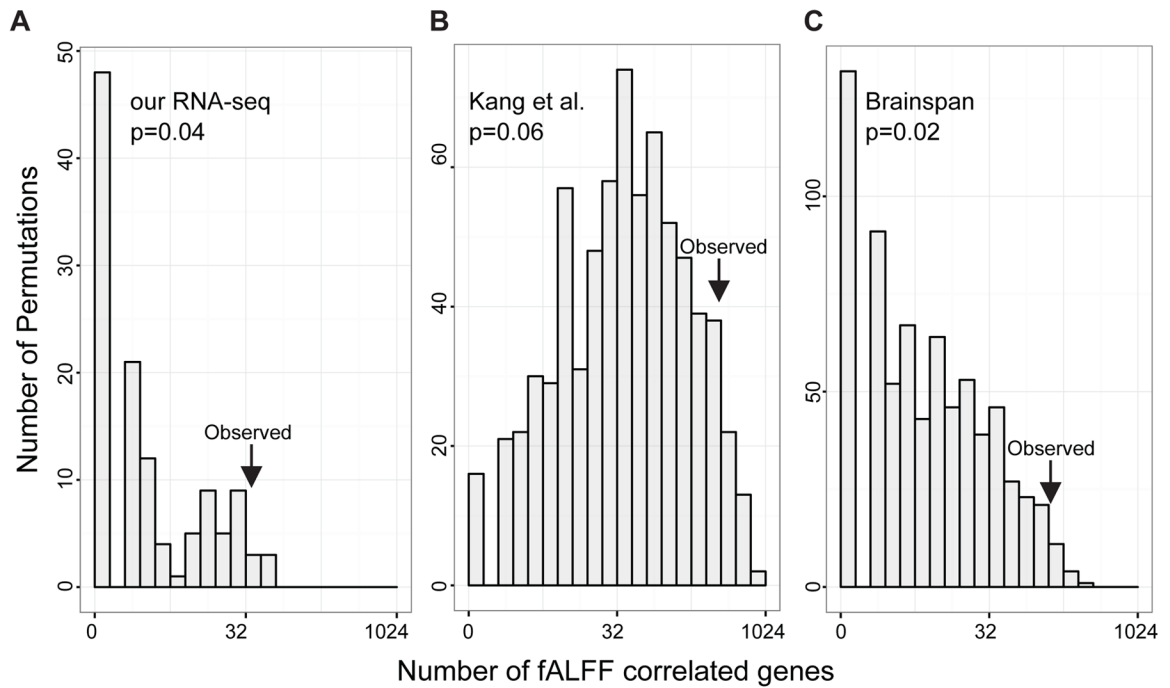 A
B
C
our RNA-seq
p=0.04
Kang et al.
p=0.06
Brainspan
p=0.02
Observed
Observed
Observed
Number of Permutations
50
40
30
20
10
0
60
40
20
0
100
50
0
0 32 1024
0 32 1024
0 32 1024
Number of fALFF correlated genes